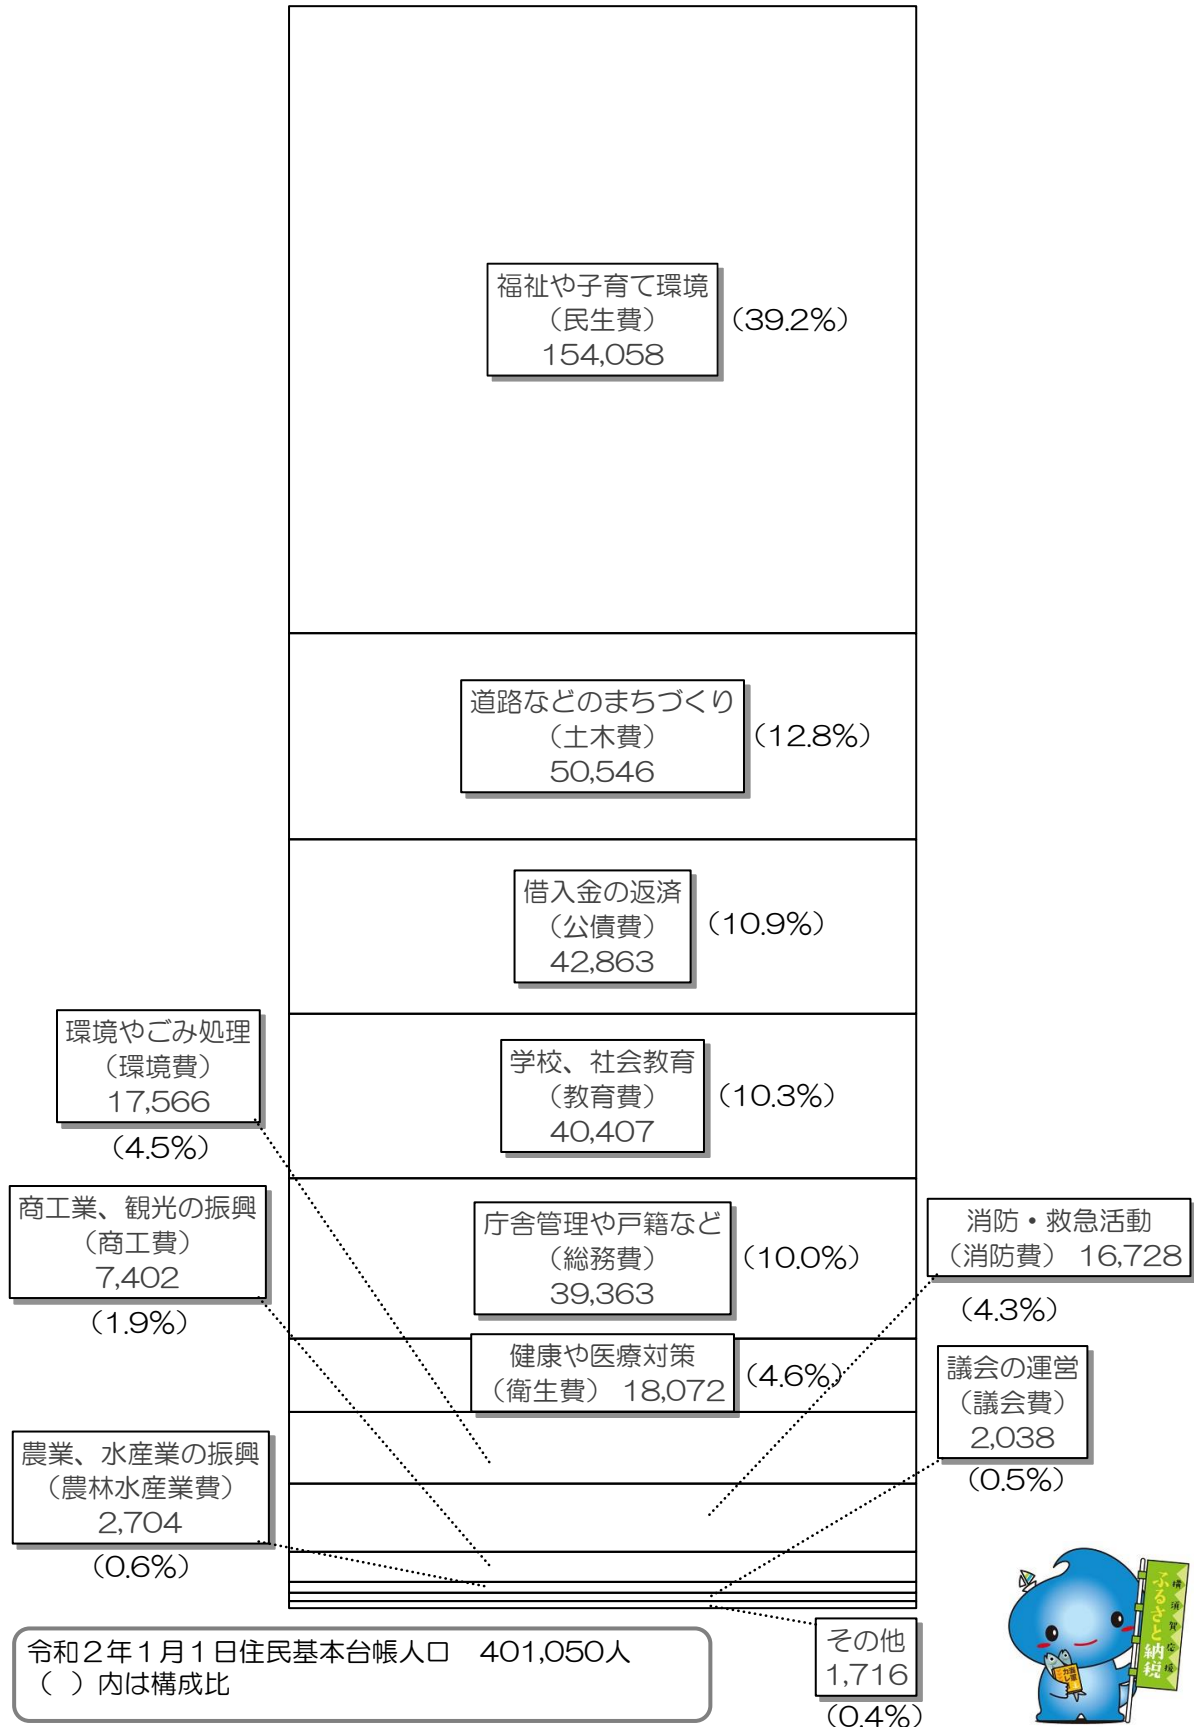 福祉や子育て環境
（民生費）
154,058
（39.2%）
道路などのまちづくり
（土木費）
50,546
（12.8%）
借入金の返済
（公債費）
42,863
（10.9%）
環境やごみ処理
（環境費）
17,566
（4.5%）
学校、社会教育
（教育費）
40,407
（10.3%）
商工業、観光の振興
（商工費）
7,402
（1.9%）
庁舎管理や戸籍など
（総務費）
39,363
（10.0%）
消防・救急活動
（消防費） 16,728
（4.3%）
健康や医療対策
（衛生費） 18,072
（4.6%）
議会の運営
（議会費）
2,038
（0.5%）
農業、水産業の振興
（農林水産業費）
2,704
（0.6%）
その他
1,716
（0.4%）
令和２年１月１日住民基本台帳人口 401,050人
（ ）内は構成比
横須賀応援
ふるさと納税